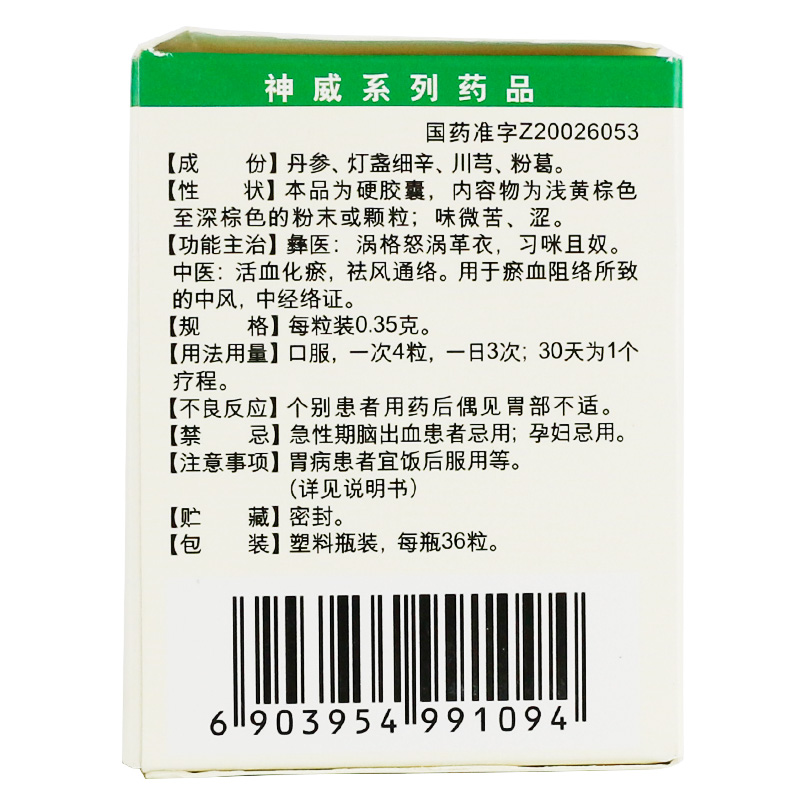 神威系列药品
国药准字Z20026053
【成　份】丹参、灯盏细辛、川芎、粉葛。
【性　状】本品为硬胶囊，内容物为浅黄棕色
至深棕色的粉末或颗粒；味微苦、涩。
【功能主治】彝医：涡格怒涡革衣，习咪且奴。
中医：活血化瘀，祛风通络。用于瘀血阻络所致
的中风，中经络证。
【规　格】每粒装0.35克。
【用法用量】口服，一次4粒，一日3次；30天为1个
疗程。
【不良反应】个别患者用药后偶见胃部不适。
【禁　忌】急性期脑出血患者忌用；孕妇忌用。
【注意事项】胃病患者宜饭后服用等。
（详见说明书）
【贮　藏】密封。
【包　装】塑料瓶装，每瓶36粒。
6903954991094